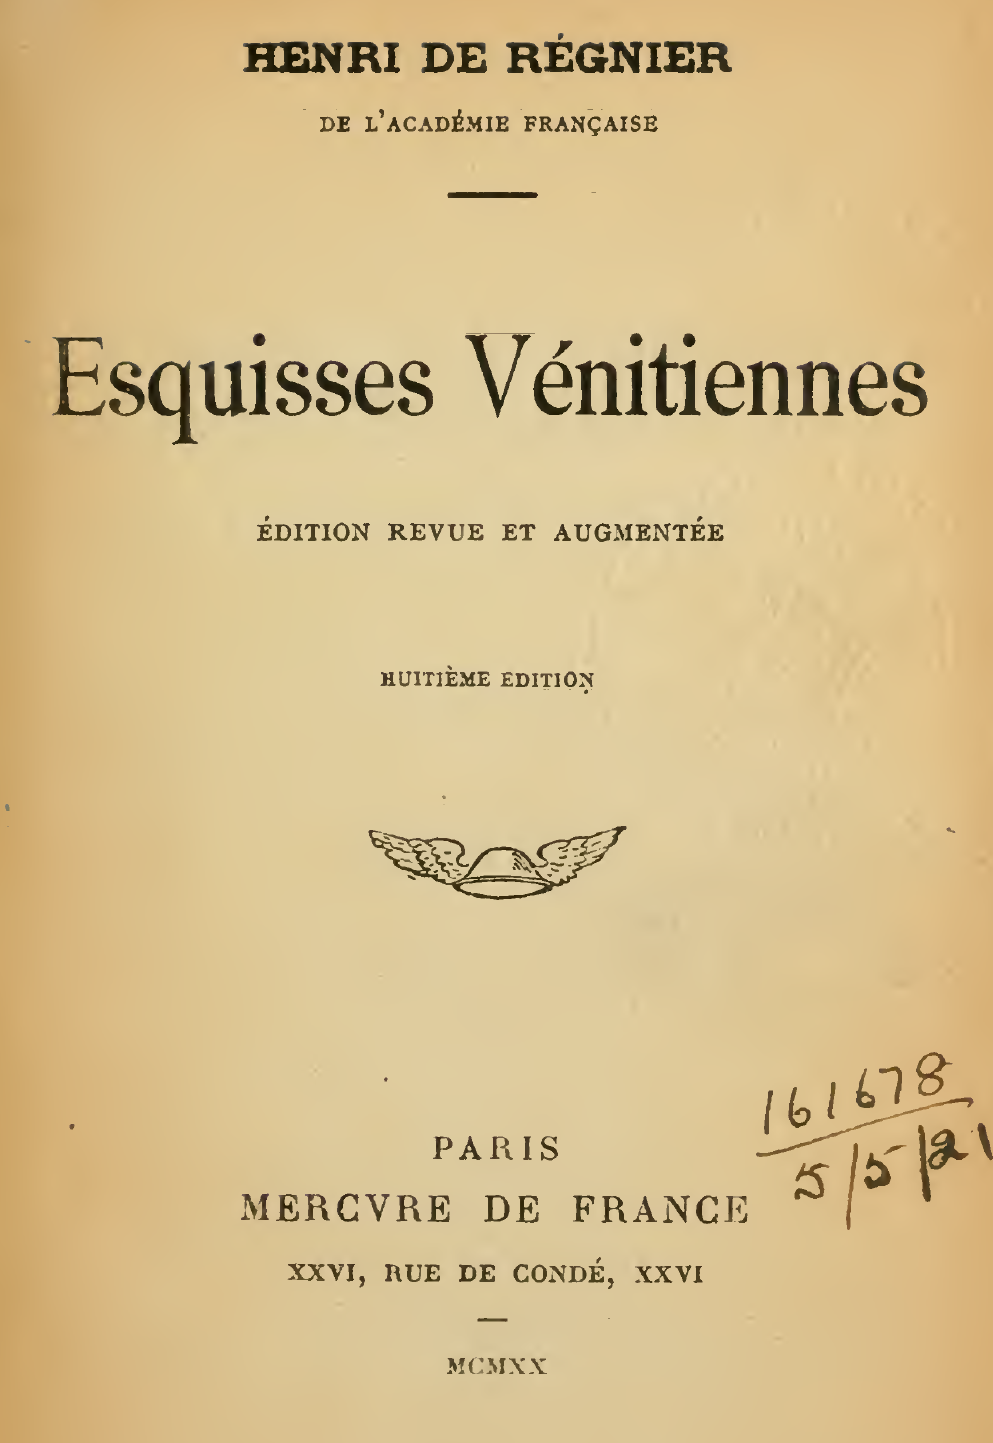 HENRI DE RÉGNIER
DE L'ACADÉMIE FRANÇAISE
Esquisses Vénitiennes
ÉDITION REVUE ET AUGMENTÉE
HUITIÈME EDITION
161678
5/5/21
PARIS
MERCVRE DE FRANCE
XXVI, RUE DE CONDÉ, XXVI
MCMXX